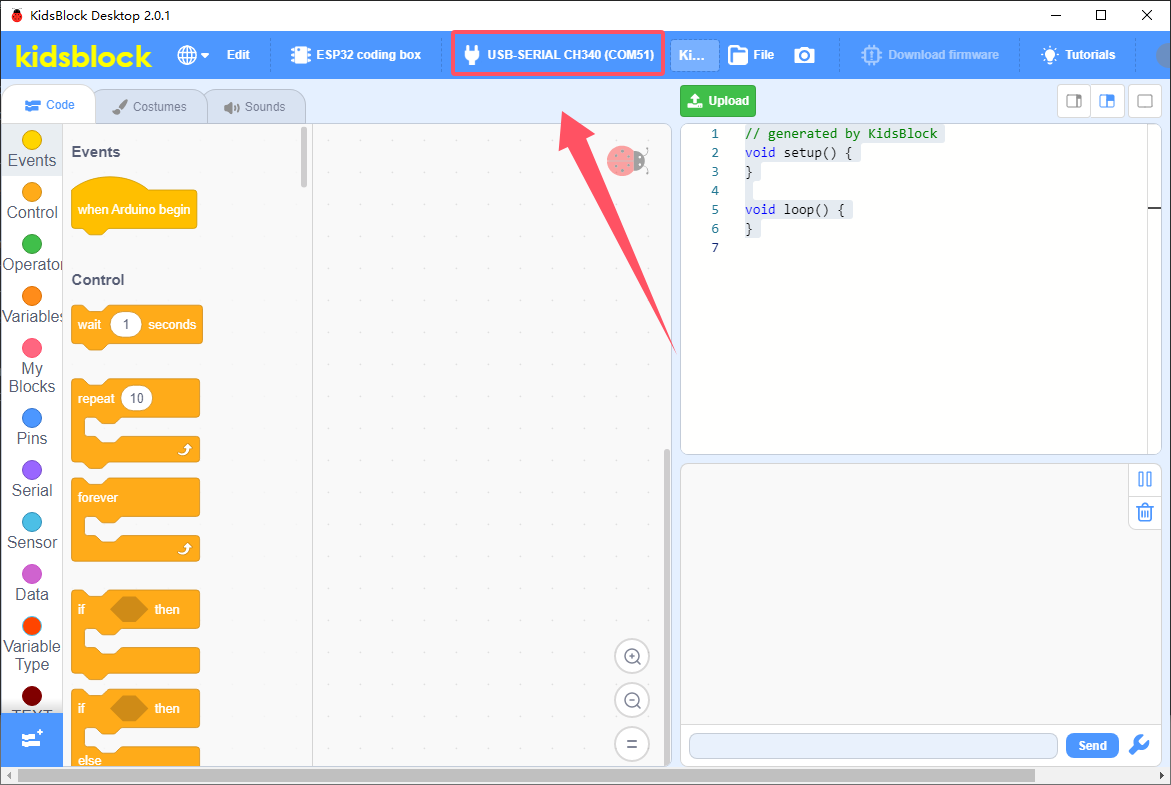 KidsBlock Desktop 2.0.1
kidsblock
Edit
ESP32 coding box
USB-SERIAL CH340 (COM51)
Ki...
File
Download firmware
Tutorials
Code
Costumes
Sounds
Upload
Events
Control
Operator
Variables
My
Blocks
Pins
Serial
Sensor
Data
Variable
Type
TEXT
Events
when Arduino begin
Control
wait 1 seconds
repeat 10
forever
if then
if then
else
1 // generated by KidsBlock
2 void setup() {
3 }
4
5 void loop() {
6 }
7
Send